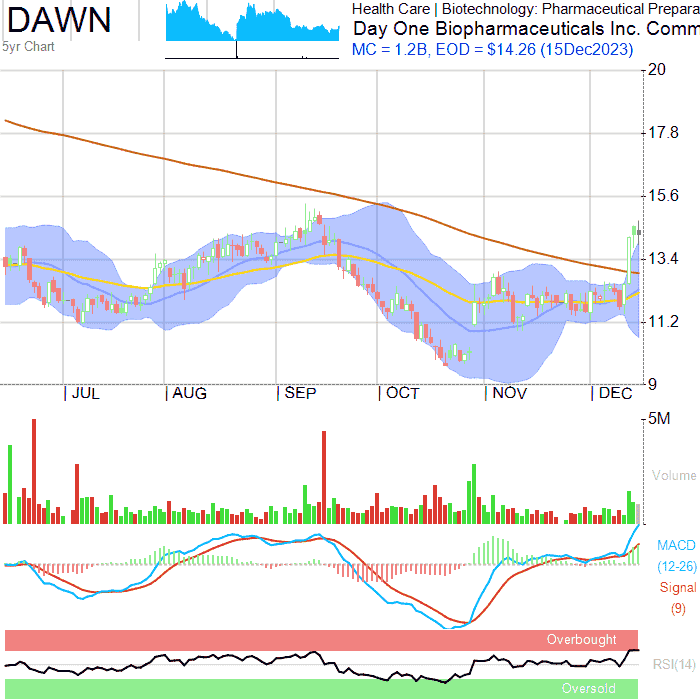 DAWN
5yr Chart
Health Care | Biotechnology: Pharmaceutical Prepara
Day One Biopharmaceuticals Inc. Comm
MC = 1.2B, EOD = $14.26 (15Dec2023)
20
17.8
15.6
13.4
11.2
9
JUL
AUG
SEP
OCT
NOV
DEC
5M
Volume
MACD
(12-26)
Signal
(9)
Overbought
RSI(14)
Oversold